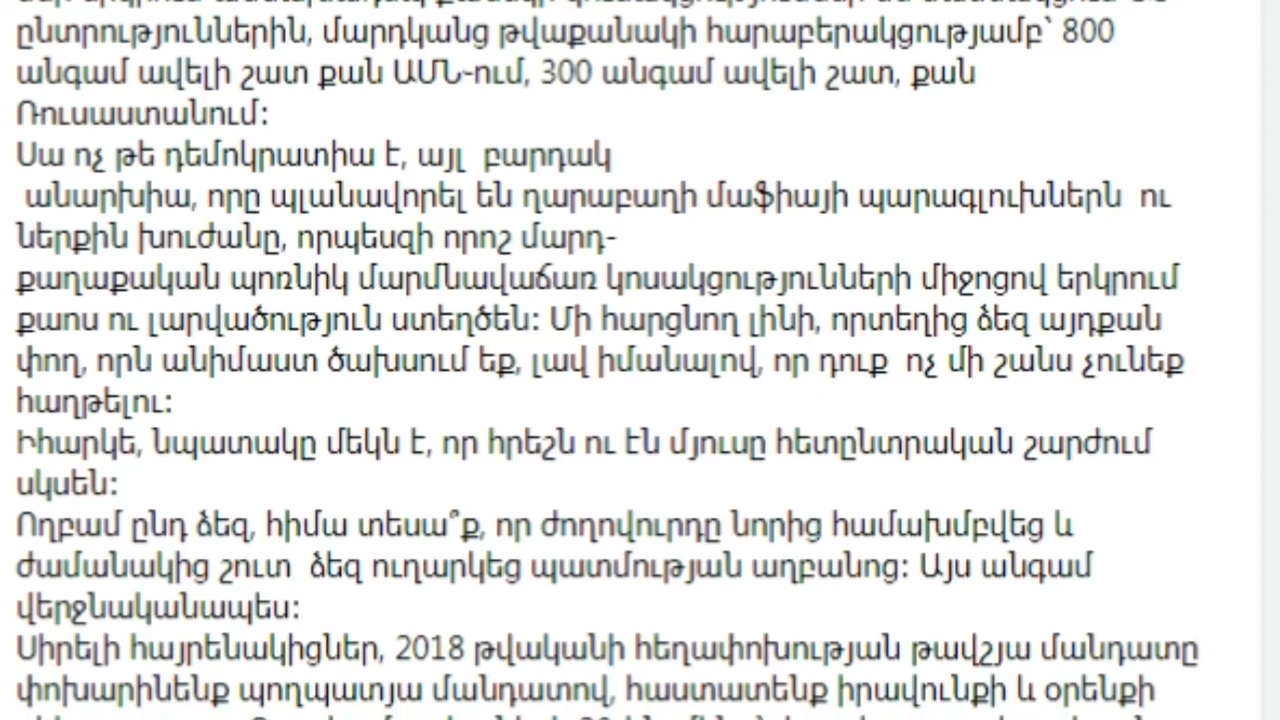 ընտրություններին, մարդկանց թվաքանակի հարաբերակցությամբ՝ 800
անգամ ավելի շատ քան ԱՄՆ-ում, 300 անգամ ավելի շատ, քան
Ռուսաստանում:
Սա ոչ թե դեմոկրատիա է, այլ բարդակ
անարխիա, որը պլանավորել են ղարաբաղի մաֆիայի պարագլուխներն ու
ներքին խուժանը, որպեսզի որոշ մարդ-
քաղաքական պոռնիկ մարմնավաճառ կոսակցությունների միջոցով երկրում
քաոս ու լարվածություն ստեղծեն: Մի հարցնող լինի, որտեղից ձեզ այդքան
փող, որն անիմաստ ծախսում եք, լավ իմանալով, որ դուք ոչ մի շանս չունեք
հաղթելու:
Իհարկե, նպատակը մեկն է, որ հրեշն ու էն մյուսը հետընտրական շարժում
սկսեն:
Ողբամ ընդ ձեզ, հիմա տեսա՞ք, որ ժողովուրդը նորից համախմբվեց և
ժամանակից շուտ ձեզ ուղարկեց պատմության աղբանոց: Այս անգամ
վերջնականապես:
Սիրելի հայրենակիցներ, 2018 թվականի հեղափոխության թավշյա մանդատը
փոխարինենք պողպատյա մանդատով, հաստատենք իրավունքի և օրենքի